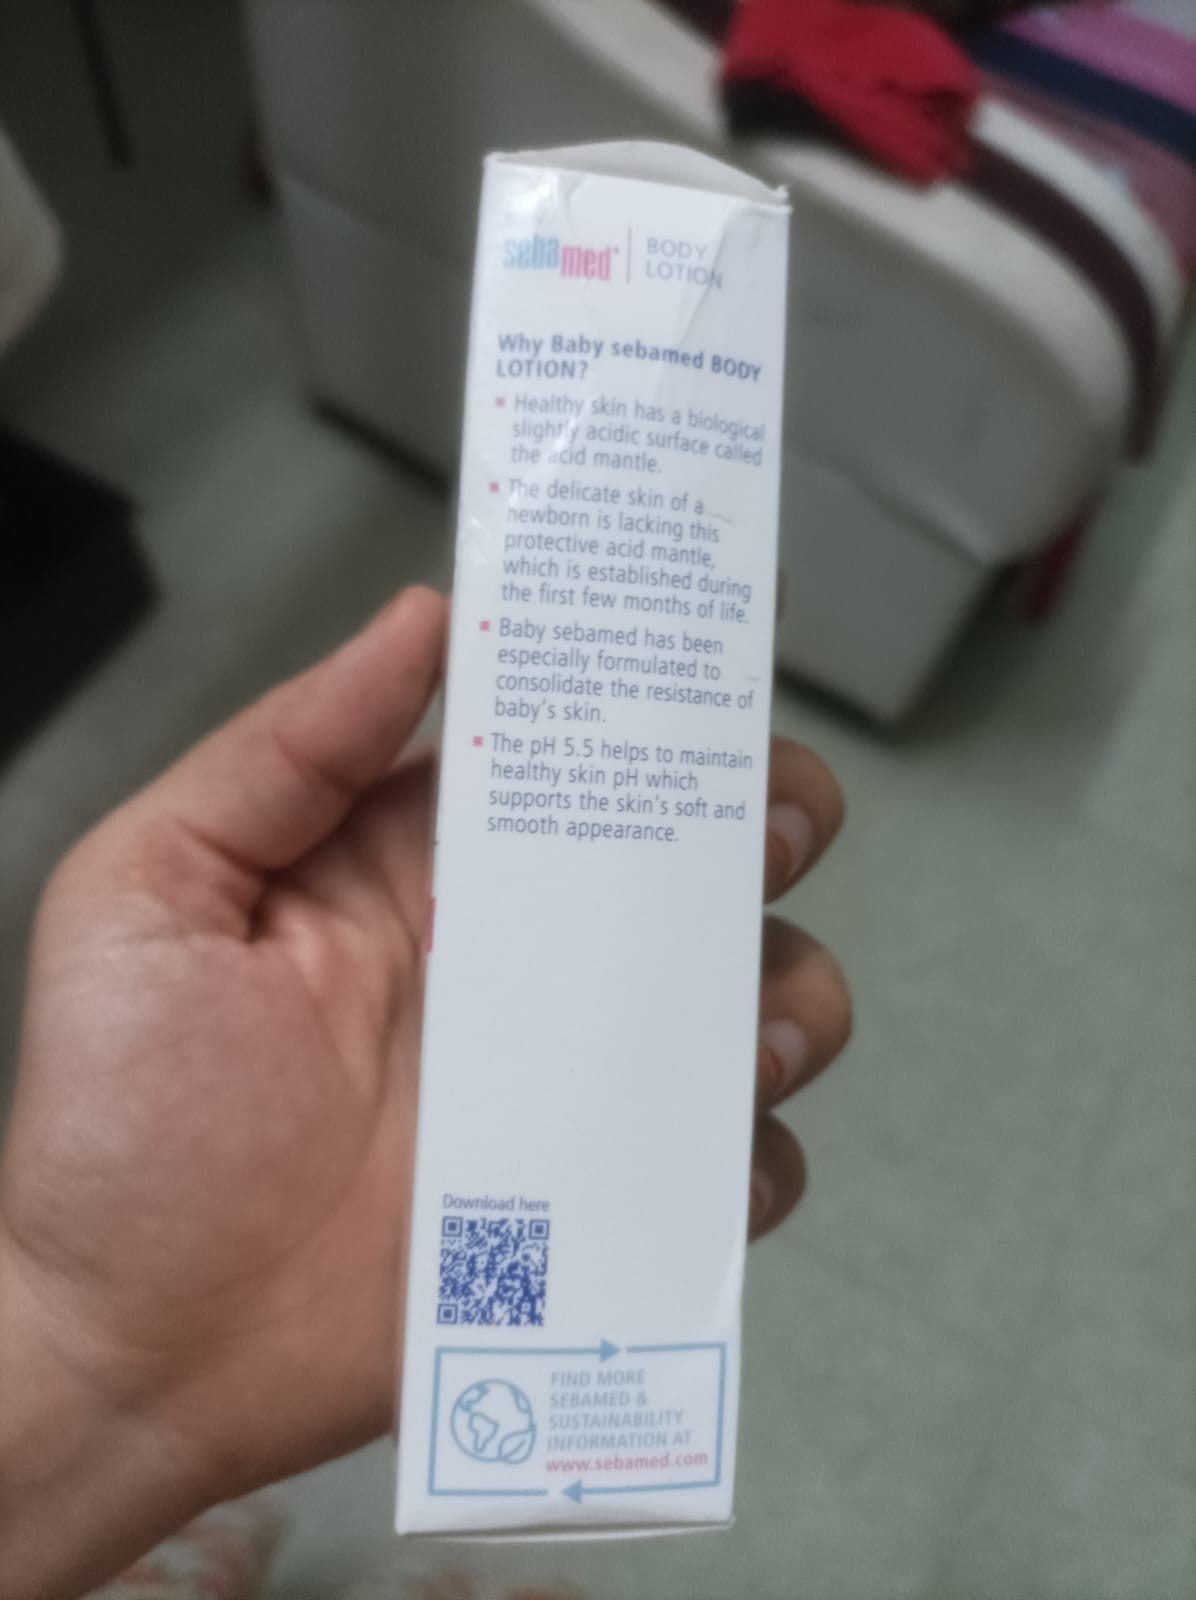 sebamed® | BODY
LOTION
Why Baby sebamed BODY
LOTION?
▪ Healthy skin has a biological
slightly acidic surface called
the acid mantle.
▪ The delicate skin of a
newborn is lacking this
protective acid mantle,
which is established during
the first few months of life.
▪ Baby sebamed has been
especially formulated to
consolidate the resistance of
baby's skin.
▪ The pH 5.5 helps to maintain
healthy skin pH which
supports the skin's soft and
smooth appearance.
Download here
FIND MORE
SEBAMED &
SUSTAINABILITY
INFORMATION AT
www.sebamed.com